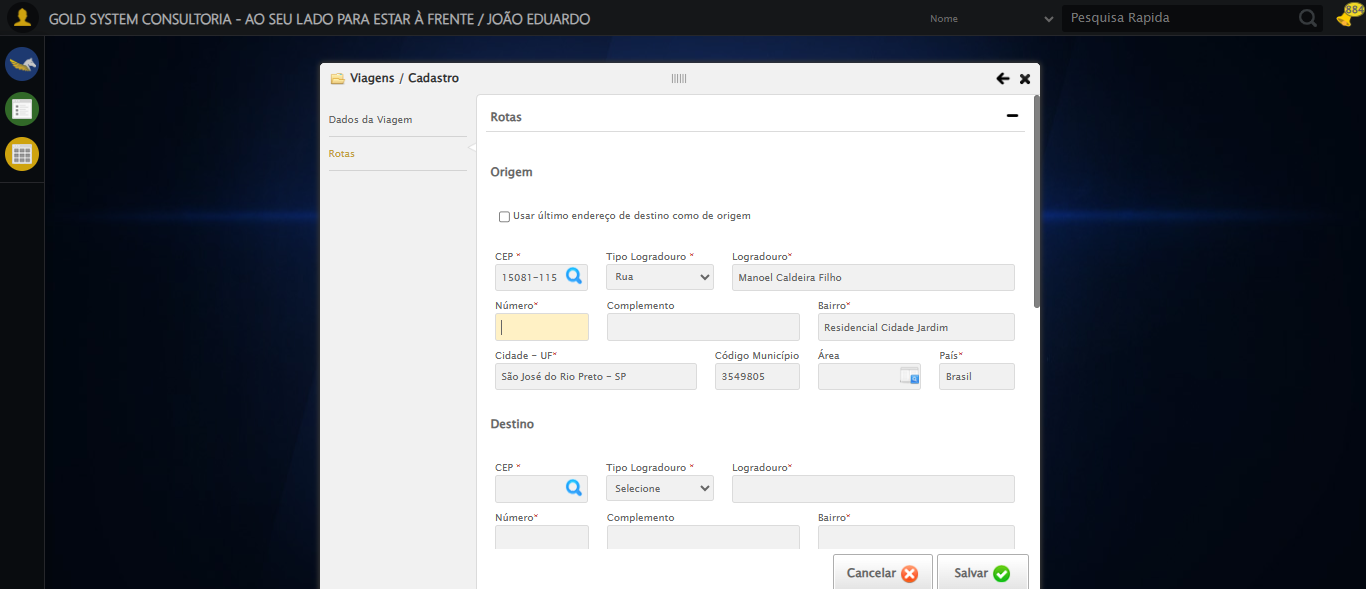 GOLD SYSTEM CONSULTORIA - AO SEU LADO PARA ESTAR À FRENTE / JOÃO EDUARDO
Nome
Pesquisa Rapida
884
Viagens / Cadastro
Dados da Viagem
Rotas
Rotas
Origem
Usar último endereço de destino como de origem
CEP * Tipo Logradouro * Logradouro*
15081-115 Rua Manoel Caldeira Filho
Número* Complemento Bairro*
Residencial Cidade Jardim
Cidade - UF* Código Município Área País*
São José do Rio Preto - SP 3549805 Brasil
Destino
CEP * Tipo Logradouro * Logradouro*
Selecione
Número* Complemento Bairro*
Cancelar Salvar